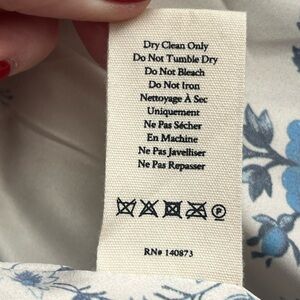 Dry Clean Only
Do Not Tumble Dry
Do Not Bleach
Do Not Iron
Nettoyage À Sec
Uniquement
Ne Pas Sécher
En Machine
Ne Pas Javelliser
Ne Pas Repasser
P
RN# 140873